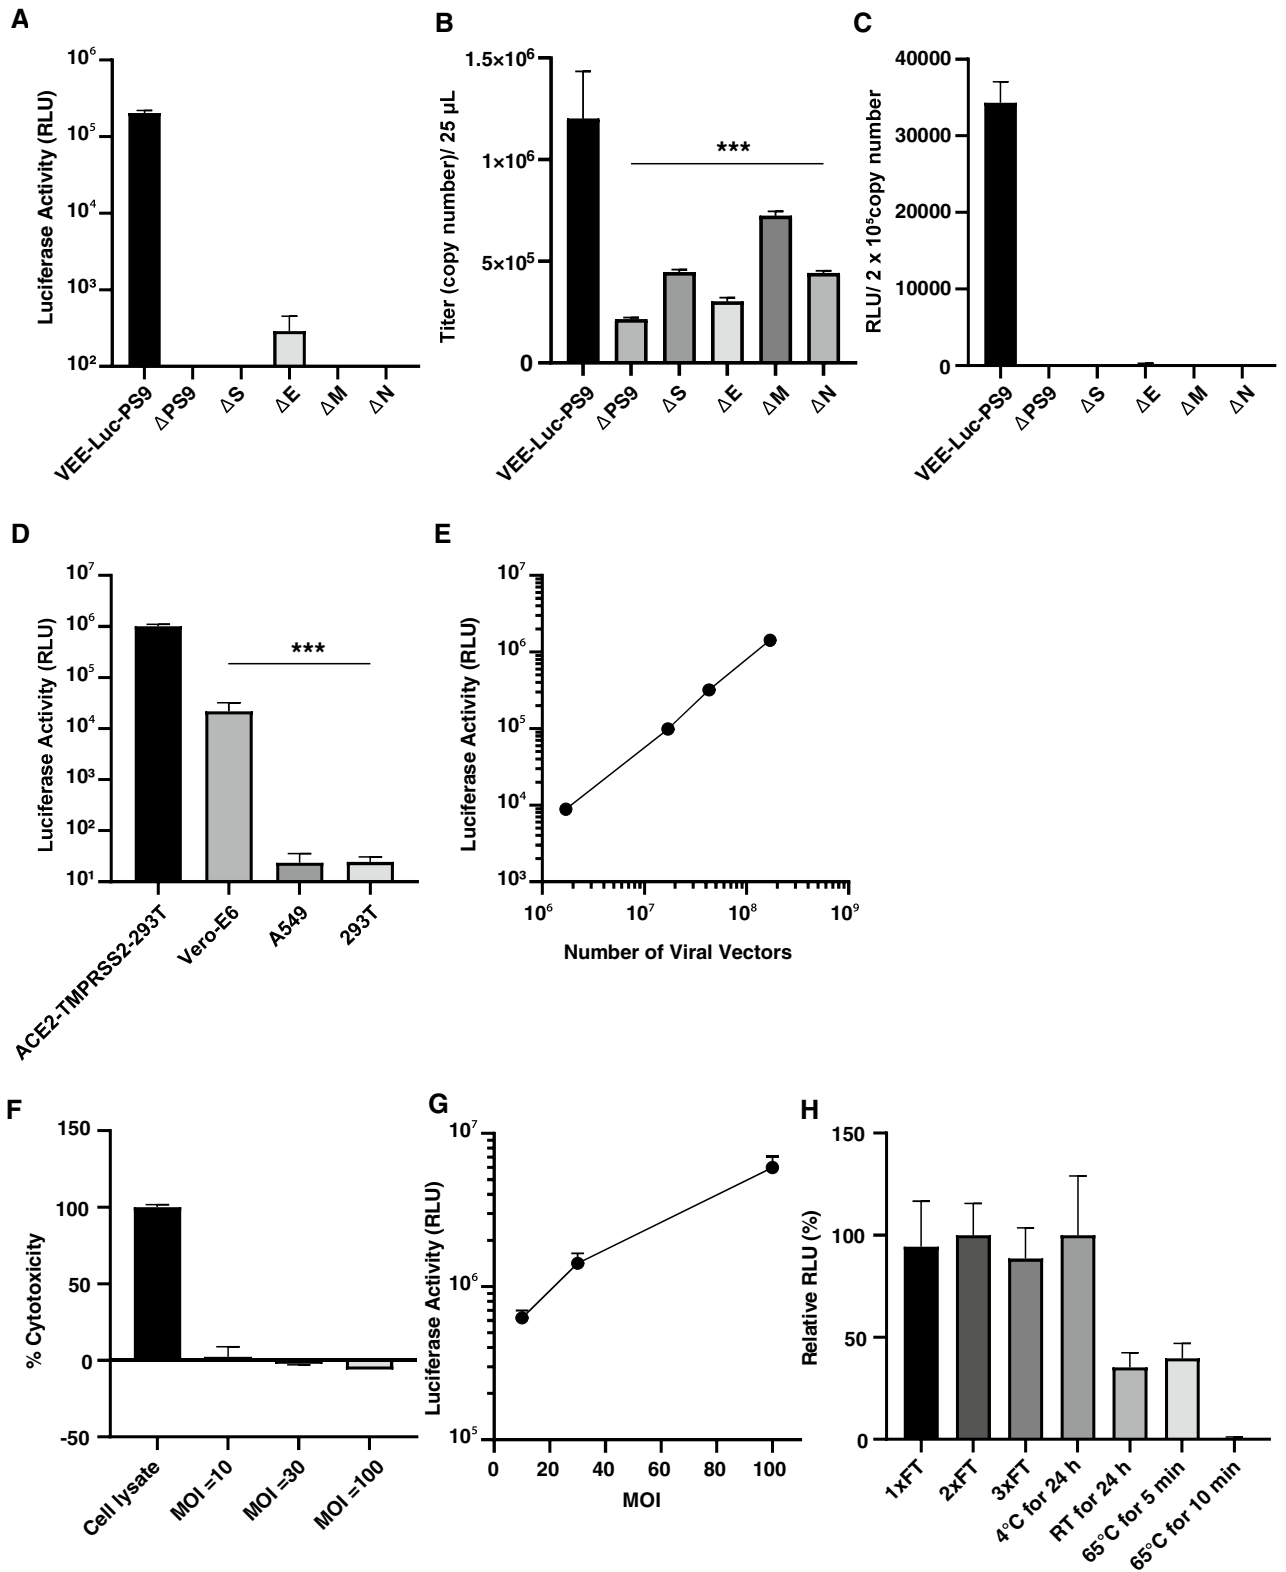 A
Luciferase Activity (RLU)
10⁶
10⁵
10⁴
10³
10²
VEE-Luc-PS9
ΔPS9
ΔS
ΔE
ΔM
ΔN
B
Titer (copy number)/ 25 µL
1.5×10⁶
1×10⁶
5×10⁵
0
***
VEE-Luc-PS9
ΔPS9
ΔS
ΔE
ΔM
ΔN
C
RLU/ 2 x 10⁵copy number
40000
30000
20000
10000
0
VEE-Luc-PS9
ΔPS9
ΔS
ΔE
ΔM
ΔN
D
Luciferase Activity (RLU)
10⁷
10⁶
10⁵
10⁴
10³
10²
10¹
***
ACE2-TMPRSS2-293T
Vero-E6
A549
293T
E
Luciferase Activity (RLU)
10⁷
10⁶
10⁵
10⁴
10³
10⁶
10⁷
10⁸
10⁹
Number of Viral Vectors
F
% Cytotoxicity
150
100
50
0
-50
Cell lysate
MOI =10
MOI =30
MOI =100
G
Luciferase Activity (RLU)
10⁷
10⁶
10⁵
0
20
40
60
80
100
MOI
H
Relative RLU (%)
150
100
50
0
1xFT
2xFT
3xFT
4°C for 24 h
RT for 24 h
65°C for 5 min
65°C for 10 min